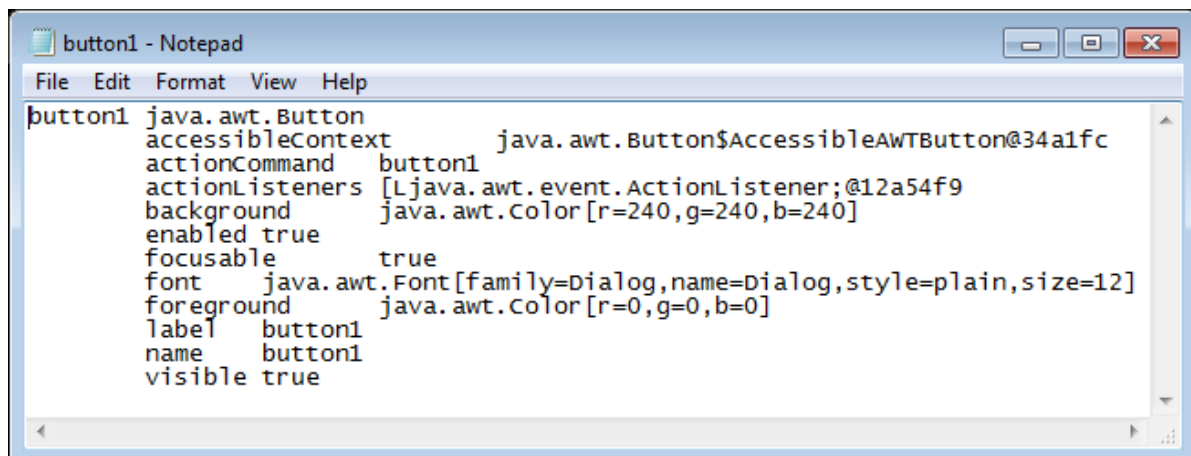 button1 - Notepad
File Edit Format View Help
button1 java.awt.Button
accessibleContext java.awt.Button$AccessibleAWTButton@34a1fc
actionCommand button1
actionListeners [Ljava.awt.event.ActionListener;@12a54f9
background java.awt.Color[r=240,g=240,b=240]
enabled true
focusable true
font java.awt.Font[family=Dialog,name=Dialog,style=plain,size=12]
foreground java.awt.Color[r=0,g=0,b=0]
label button1
name button1
visible true